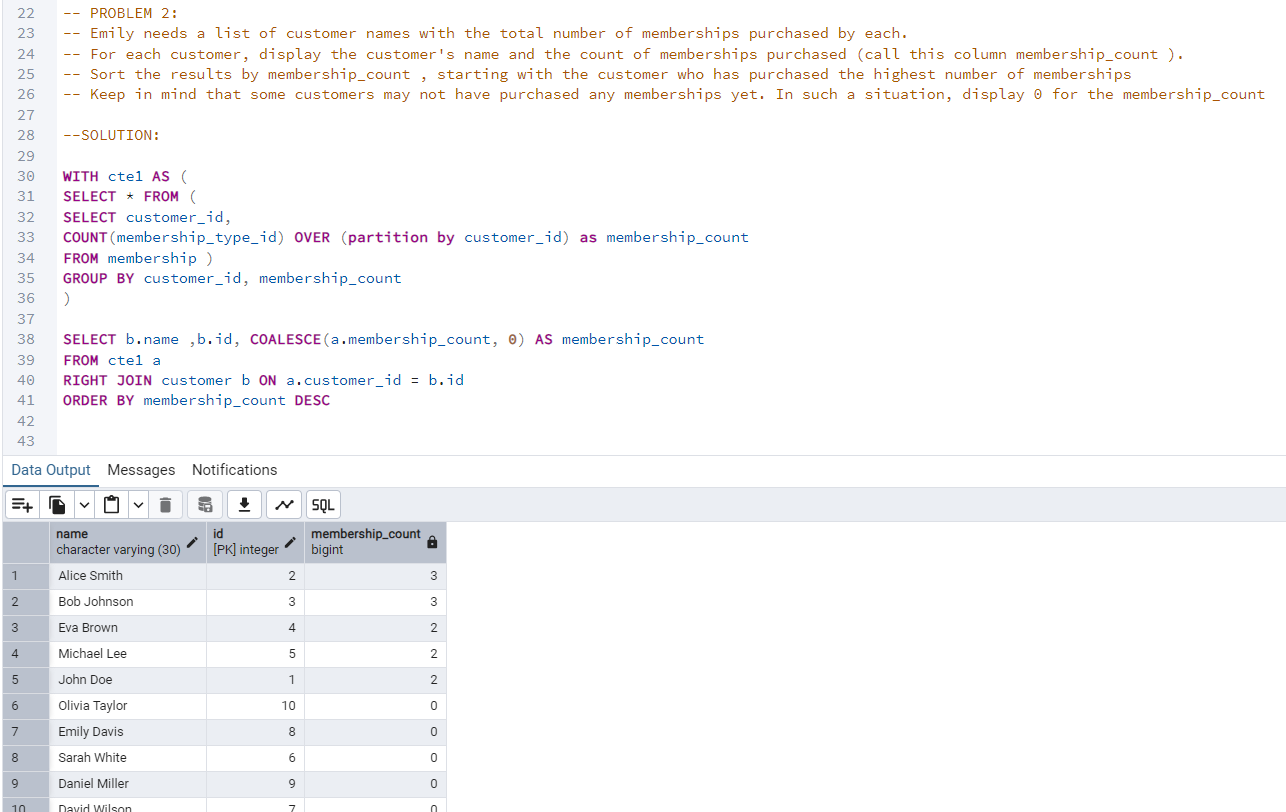 22 -- PROBLEM 2:
23 -- Emily needs a list of customer names with the total number of memberships purchased by each.
24 -- For each customer, display the customer's name and the count of memberships purchased (call this column membership_count ).
25 -- Sort the results by membership_count , starting with the customer who has purchased the highest number of memberships
26 -- Keep in mind that some customers may not have purchased any memberships yet. In such a situation, display 0 for the membership_count
27
28 --SOLUTION:
29
30 WITH cte1 AS (
31 SELECT * FROM (
32 SELECT customer_id,
33 COUNT(membership_type_id) OVER (partition by customer_id) as membership_count
34 FROM membership )
35 GROUP BY customer_id, membership_count
36 )
37
38 SELECT b.name ,b.id, COALESCE(a.membership_count, 0) AS membership_count
39 FROM cte1 a
40 RIGHT JOIN customer b ON a.customer_id = b.id
41 ORDER BY membership_count DESC
42
43
Data Output Messages Notifications
SQL
name id membership_count
character varying (30) [PK] integer bigint
1 Alice Smith 2 3
2 Bob Johnson 3 3
3 Eva Brown 4 2
4 Michael Lee 5 2
5 John Doe 1 2
6 Olivia Taylor 10 0
7 Emily Davis 8 0
8 Sarah White 6 0
9 Daniel Miller 9 0
10 David Wilson 7 0